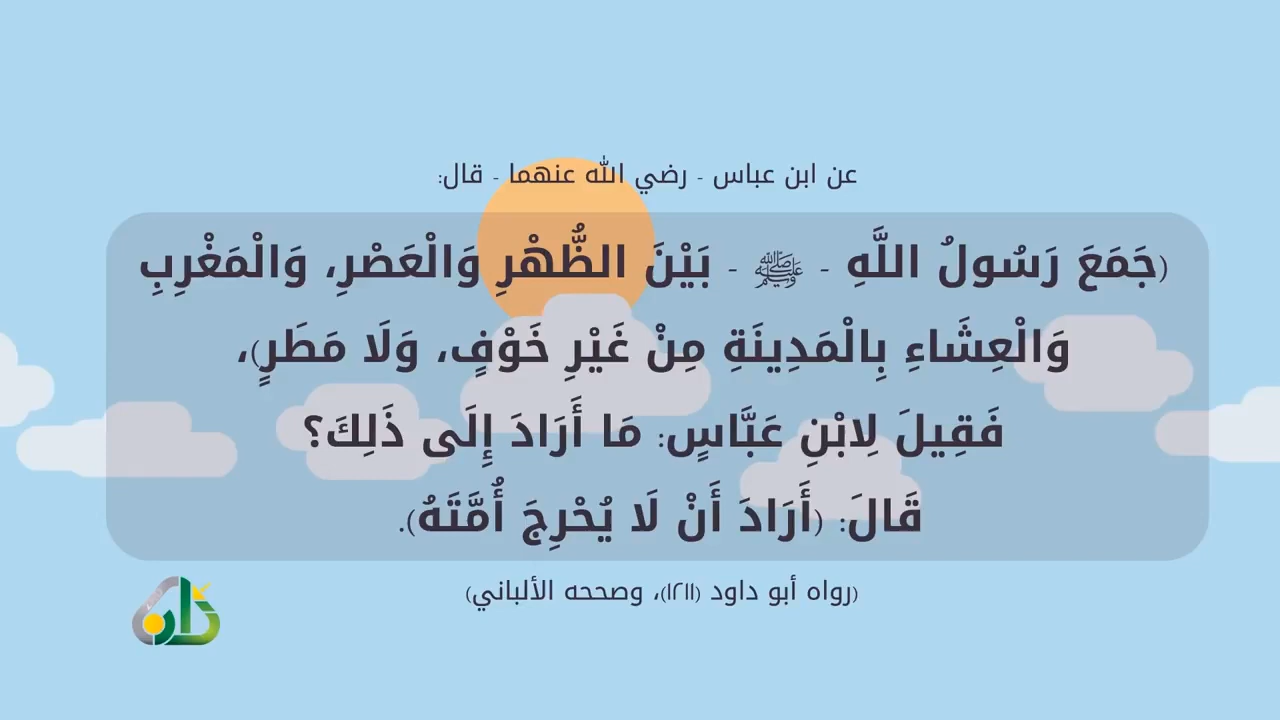 عن ابن عباس - رضي الله عنهما - قال:
(جَمَعَ رَسُولُ اللَّهِ - ﷺ - بَيْنَ الظُّهْرِ وَالْعَصْرِ، وَالْمَغْرِبِ
وَالْعِشَاءِ بِالْمَدِينَةِ مِنْ غَيْرِ خَوْفٍ، وَلَا مَطَرٍ)،
فَقِيلَ لِابْنِ عَبَّاسٍ: مَا أَرَادَ إِلَى ذَلِكَ؟
قَالَ: (أَرَادَ أَنْ لَا يُحْرِجَ أُمَّتَهُ).
(رواه أبو داود (١٢١١)، وصححه الألباني)